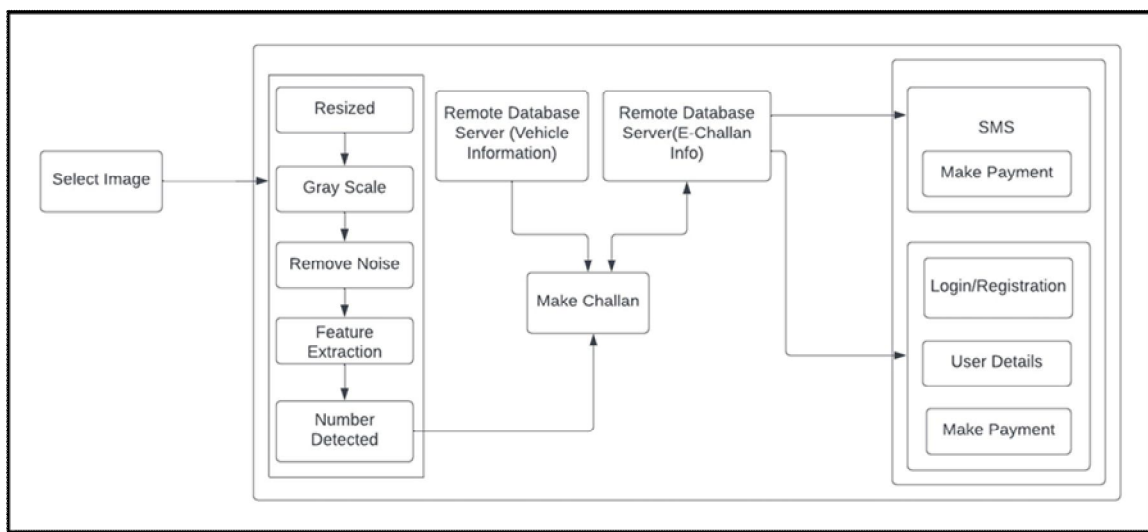 Select Image
Resized
Gray Scale
Remove Noise
Feature
Extraction
Number
Detected
Remote Database
Server (Vehicle
Information)
Remote Database
Server(E-Challan
Info)
Make Challan
SMS
Make Payment
Login/Registration
User Details
Make Payment